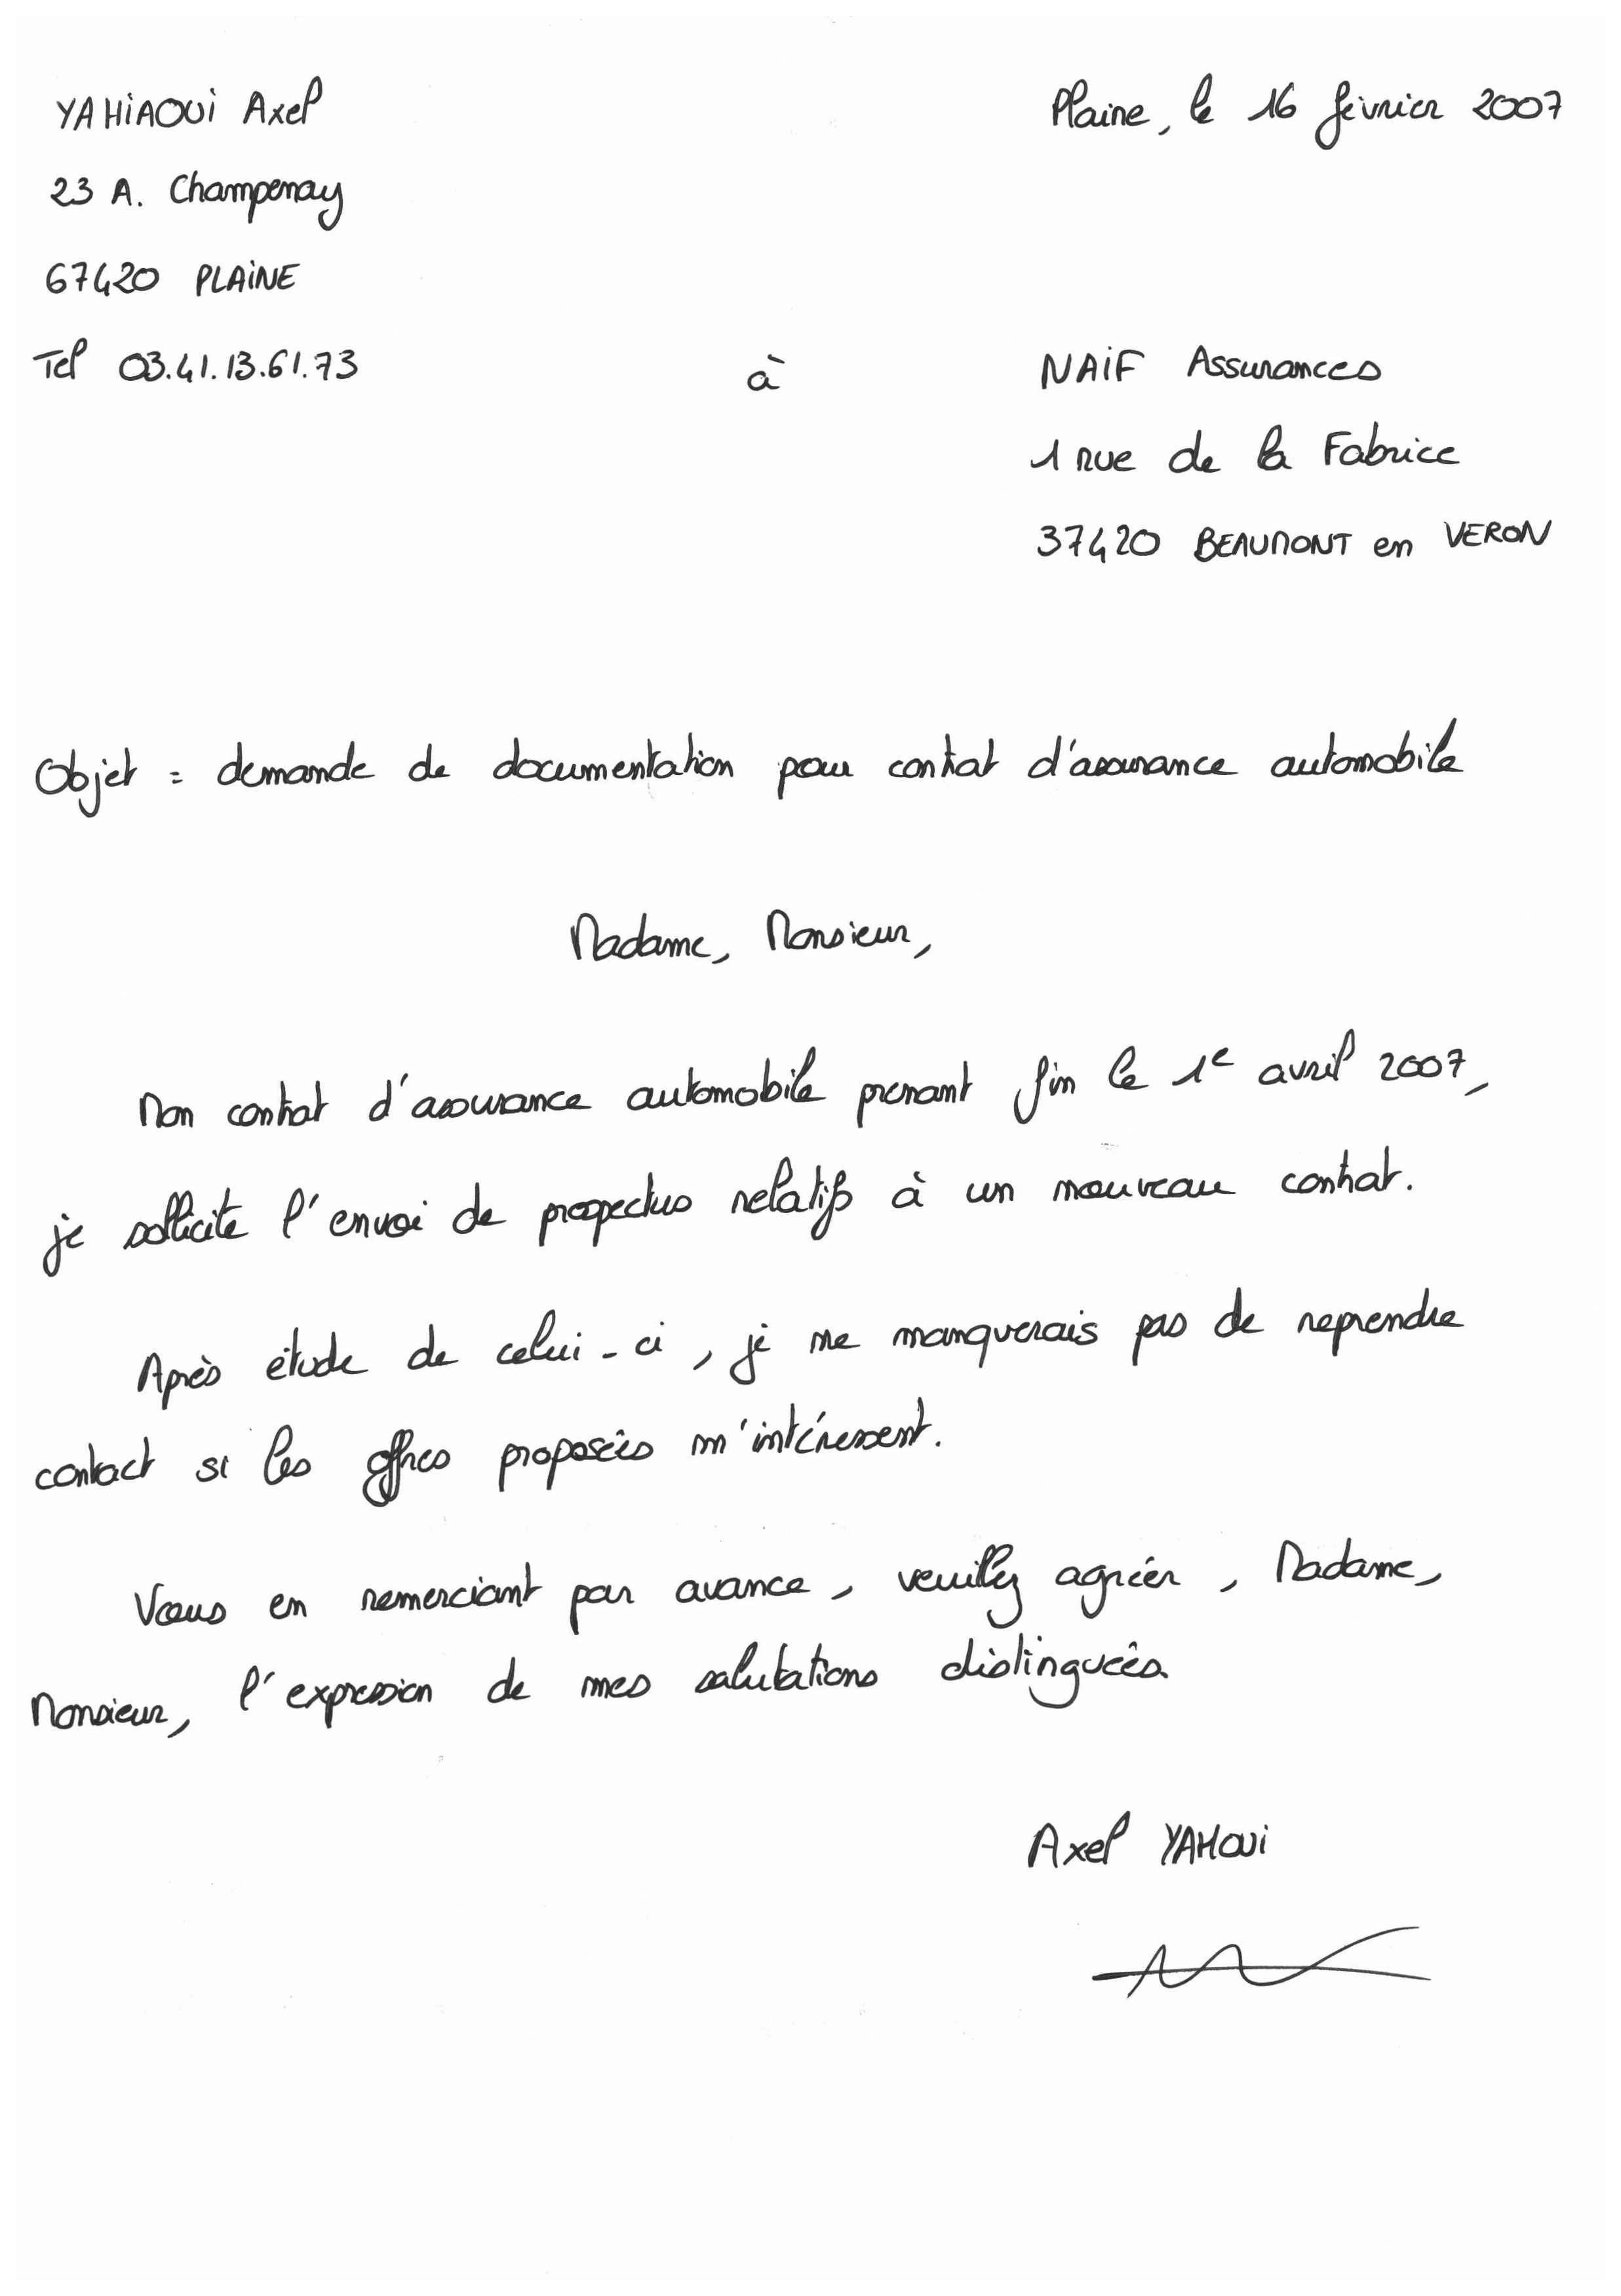 YAHiAOUi Axel
Plaine, le 16 février 2007
23 A. Champenay
67420 PLAiNE
Tel 03.41.13.61.73
à
NAiF Assurances
1 rue de la Fabrice
37420 BEAUMONT en VERON
Objet : demande de documentation pour contrat d'assurance automobile
Madame, Monsieur,
Mon contrat d'assurance automobile prenant fin le 1e avril 2007,
je sollicite l'envoi de prospectus relatifs à un nouveau contrat.
Après étude de celui-ci, je ne manquerais pas de reprendre
contact si les offres proposées m'intéressent.
Vous en remerciant par avance, veuillez agréer, Madame,
Monsieur, l'expression de mes salutations distinguées.
Axel YAHOUi